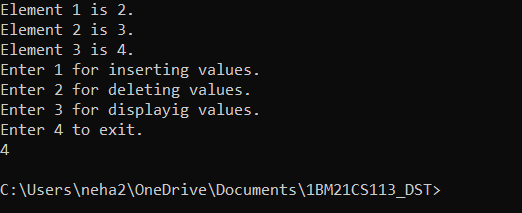 Element 1 is 2.
Element 2 is 3.
Element 3 is 4.
Enter 1 for inserting values.
Enter 2 for deleting values.
Enter 3 for displayig values.
Enter 4 to exit.
4
C:\Users\neha2\OneDrive\Documents\1BM21CS113_DST>